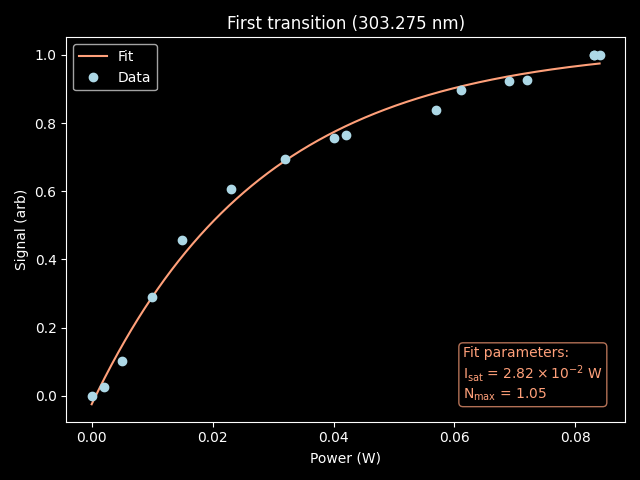 First transition (303.275 nm)
Fit
Data
1.0
0.8
0.6
0.4
0.2
0.0
Signal (arb)
Fit parameters:
I_sat = 2.82 × 10^−2 W
N_max = 1.05
0.00 0.02 0.04 0.06 0.08
Power (W)